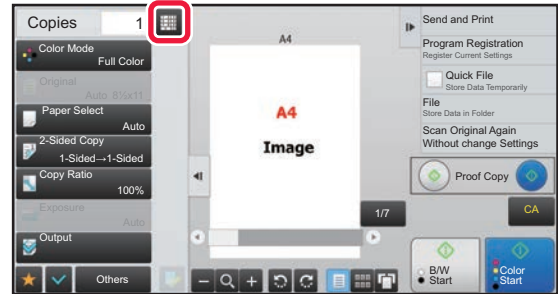 Copies 1
Color Mode
Full Color
Original
Auto 8½x11
Paper Select
Auto
2-Sided Copy
1-Sided→1-Sided
Copy Ratio
100%
Exposure
Auto
Output
Others
A4
A4
Image
1/7
Send and Print
Program Registration
Register Current Settings
Quick File
Store Data Temporarily
File
Store Data in Folder
Scan Original Again
Without change Settings
Proof Copy
CA
B/W
Start
Color
Start